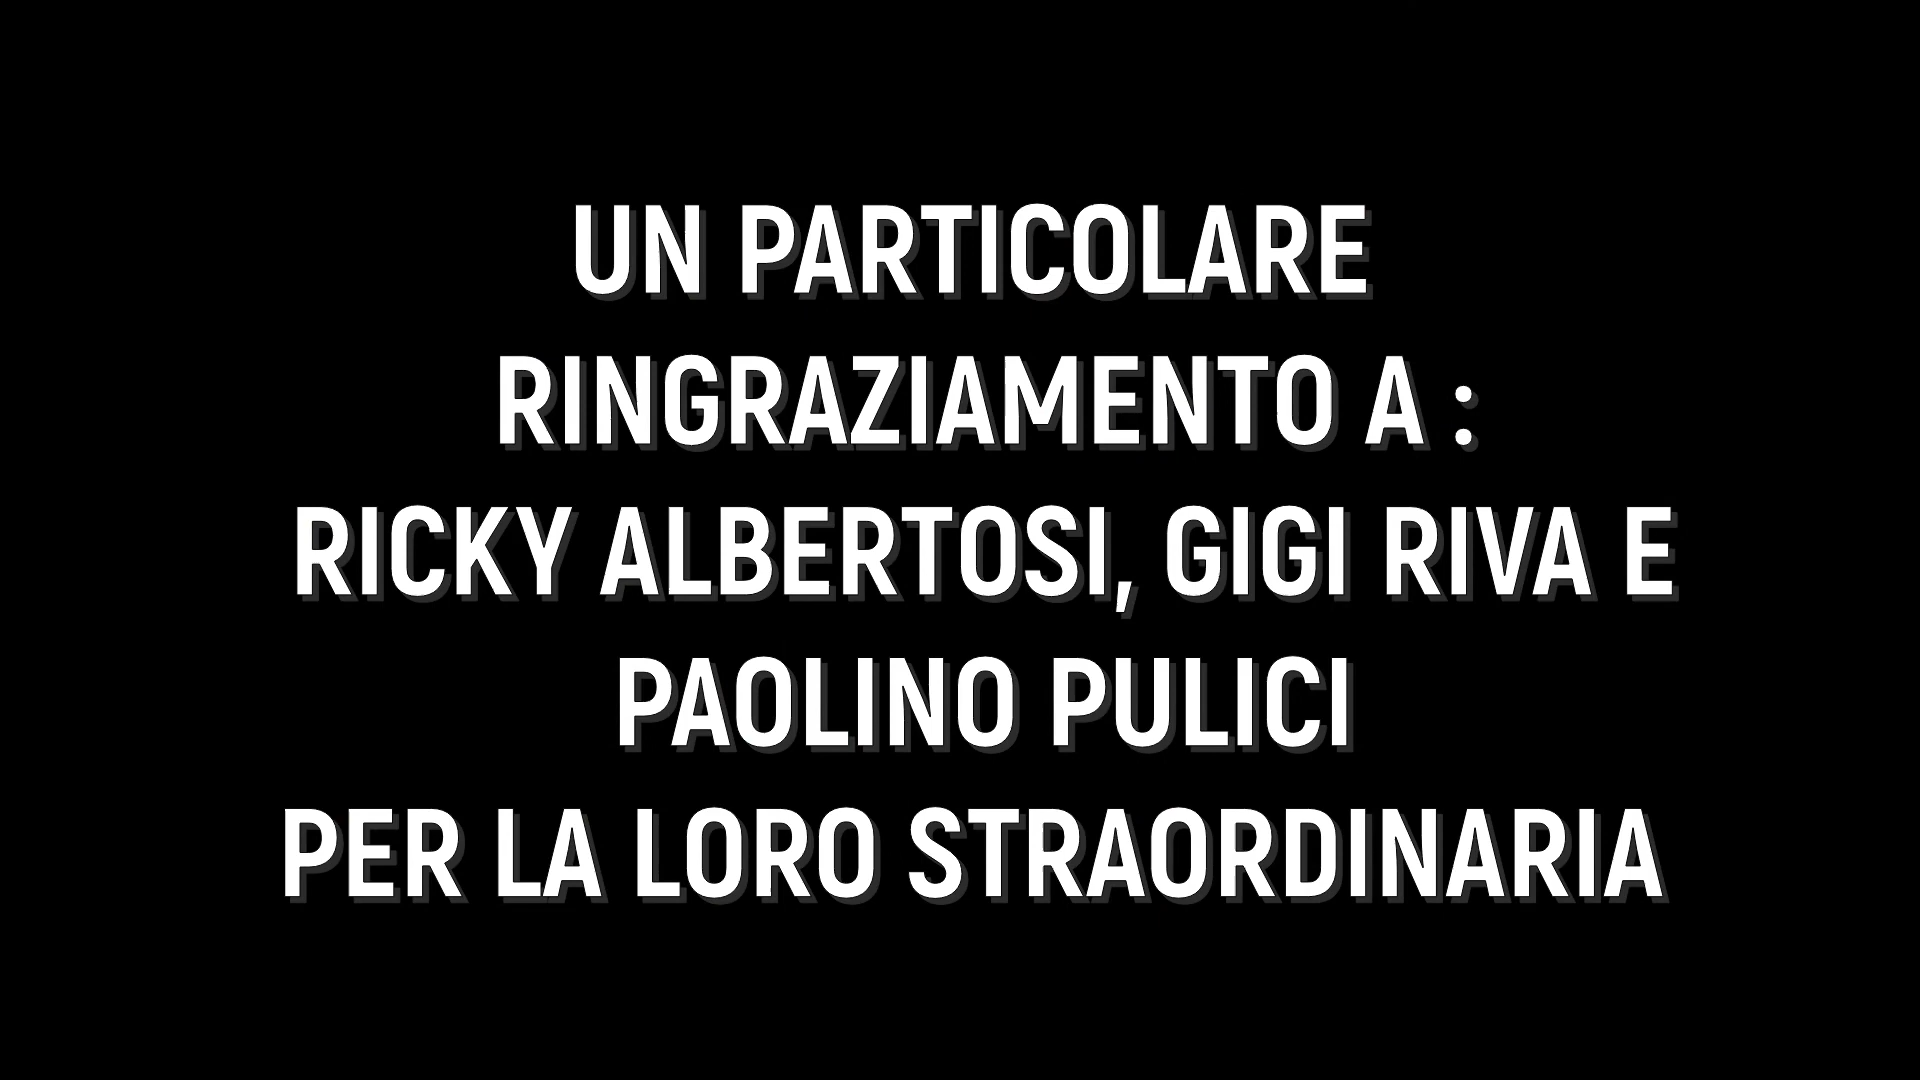 UN PARTICOLARE
RINGRAZIAMENTO A :
RICKY ALBERTOSI, GIGI RIVA E
PAOLINO PULICI
PER LA LORO STRAORDINARIA